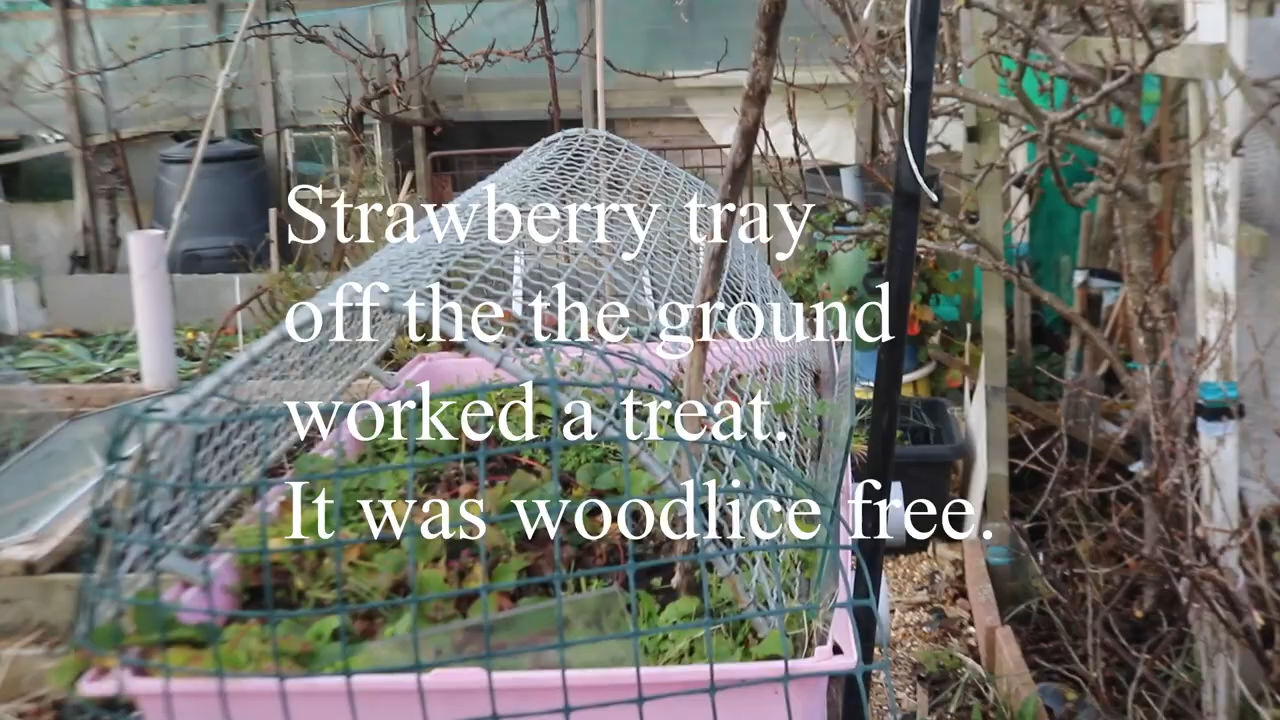 Strawberry tray
off the the ground
worked a treat.
It was woodlice free.